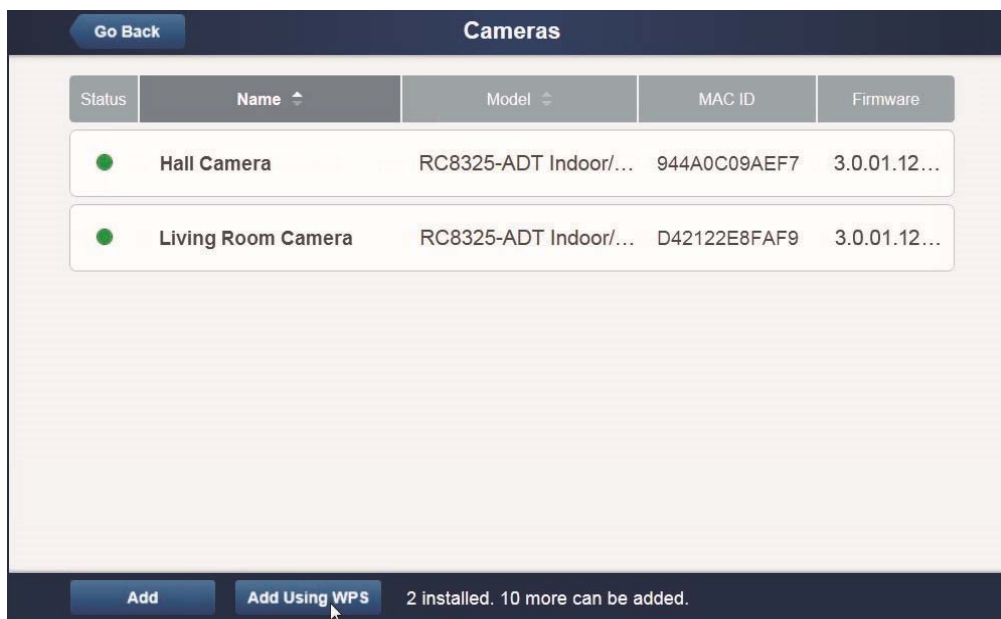 Go Back Cameras
Status Name Model MAC ID Firmware
Hall Camera RC8325-ADT Indoor/... 944A0C09AEF7 3.0.01.12...
Living Room Camera RC8325-ADT Indoor/... D42122E8FAF9 3.0.01.12...
Add Add Using WPS 2 installed. 10 more can be added.